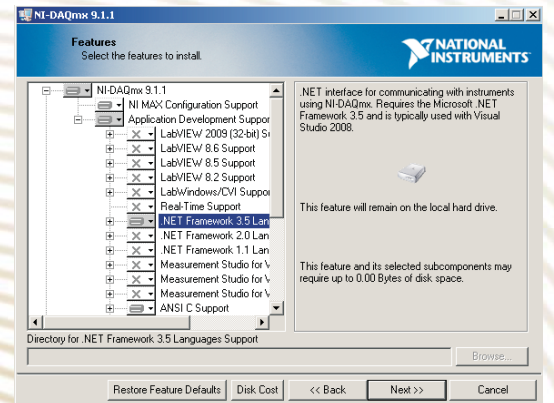 NI-DAQmx 9.1.1
Features
Select the features to install.
NATIONAL
INSTRUMENTS
NI-DAQmx 9.1.1
NI MAX Configuration Support
Application Development Suppor
LabVIEW 2009 (32-bit)
LabVIEW 8.6 Support
LabVIEW 8.5 Support
LabVIEW 8.2 Support
LabWindows/CVI Suppo
Real-Time Support
.NET Framework 3.5 Lan
.NET Framework 2.0 Lan
.NET Framework 1.1 Lan
Measurement Studio for V
Measurement Studio for V
Measurement Studio for V
ANSI C Support
.NET interface for communicating with instruments
using NI-DAQmx. Requires the Microsoft .NET
Framework 3.5 and is typically used with Visual
Studio 2008.
This feature will remain on the local hard drive.
This feature and its selected subcomponents may
require up to 0.00 Bytes of disk space.
Directory for .NET Framework 3.5 Languages Support
Browse...
Restore Feature Defaults
Disk Cost
<< Back
Next >>
Cancel